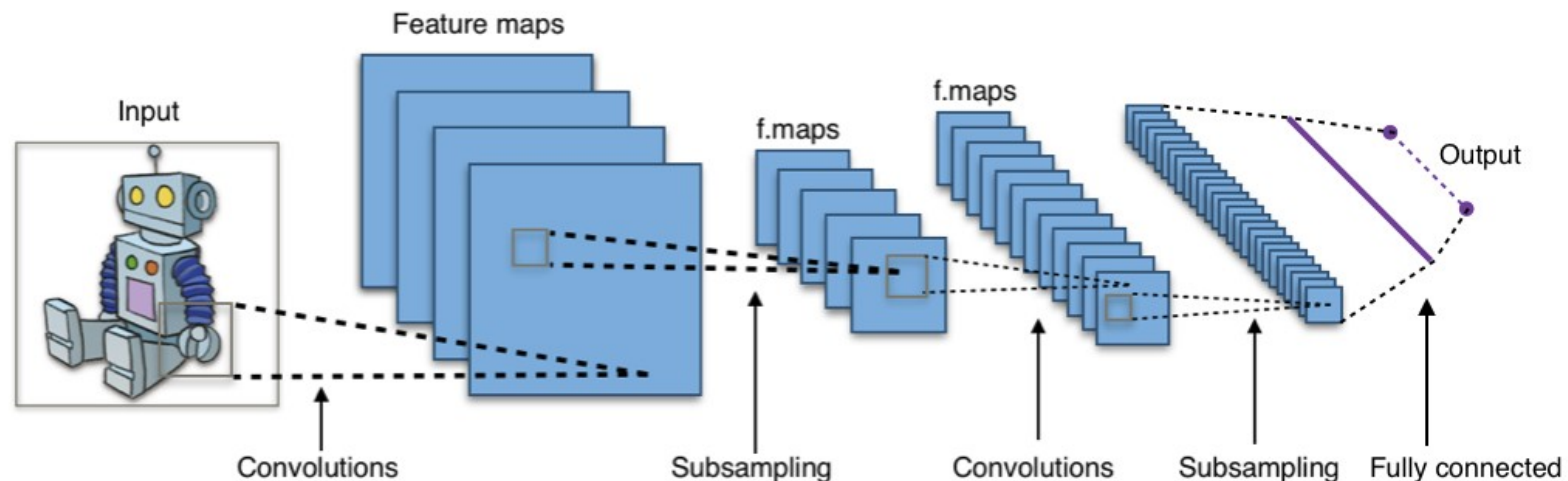 Feature maps
f.maps
Input
f.maps
Output
Convolutions
Subsampling
Convolutions
Subsampling
Fully connected